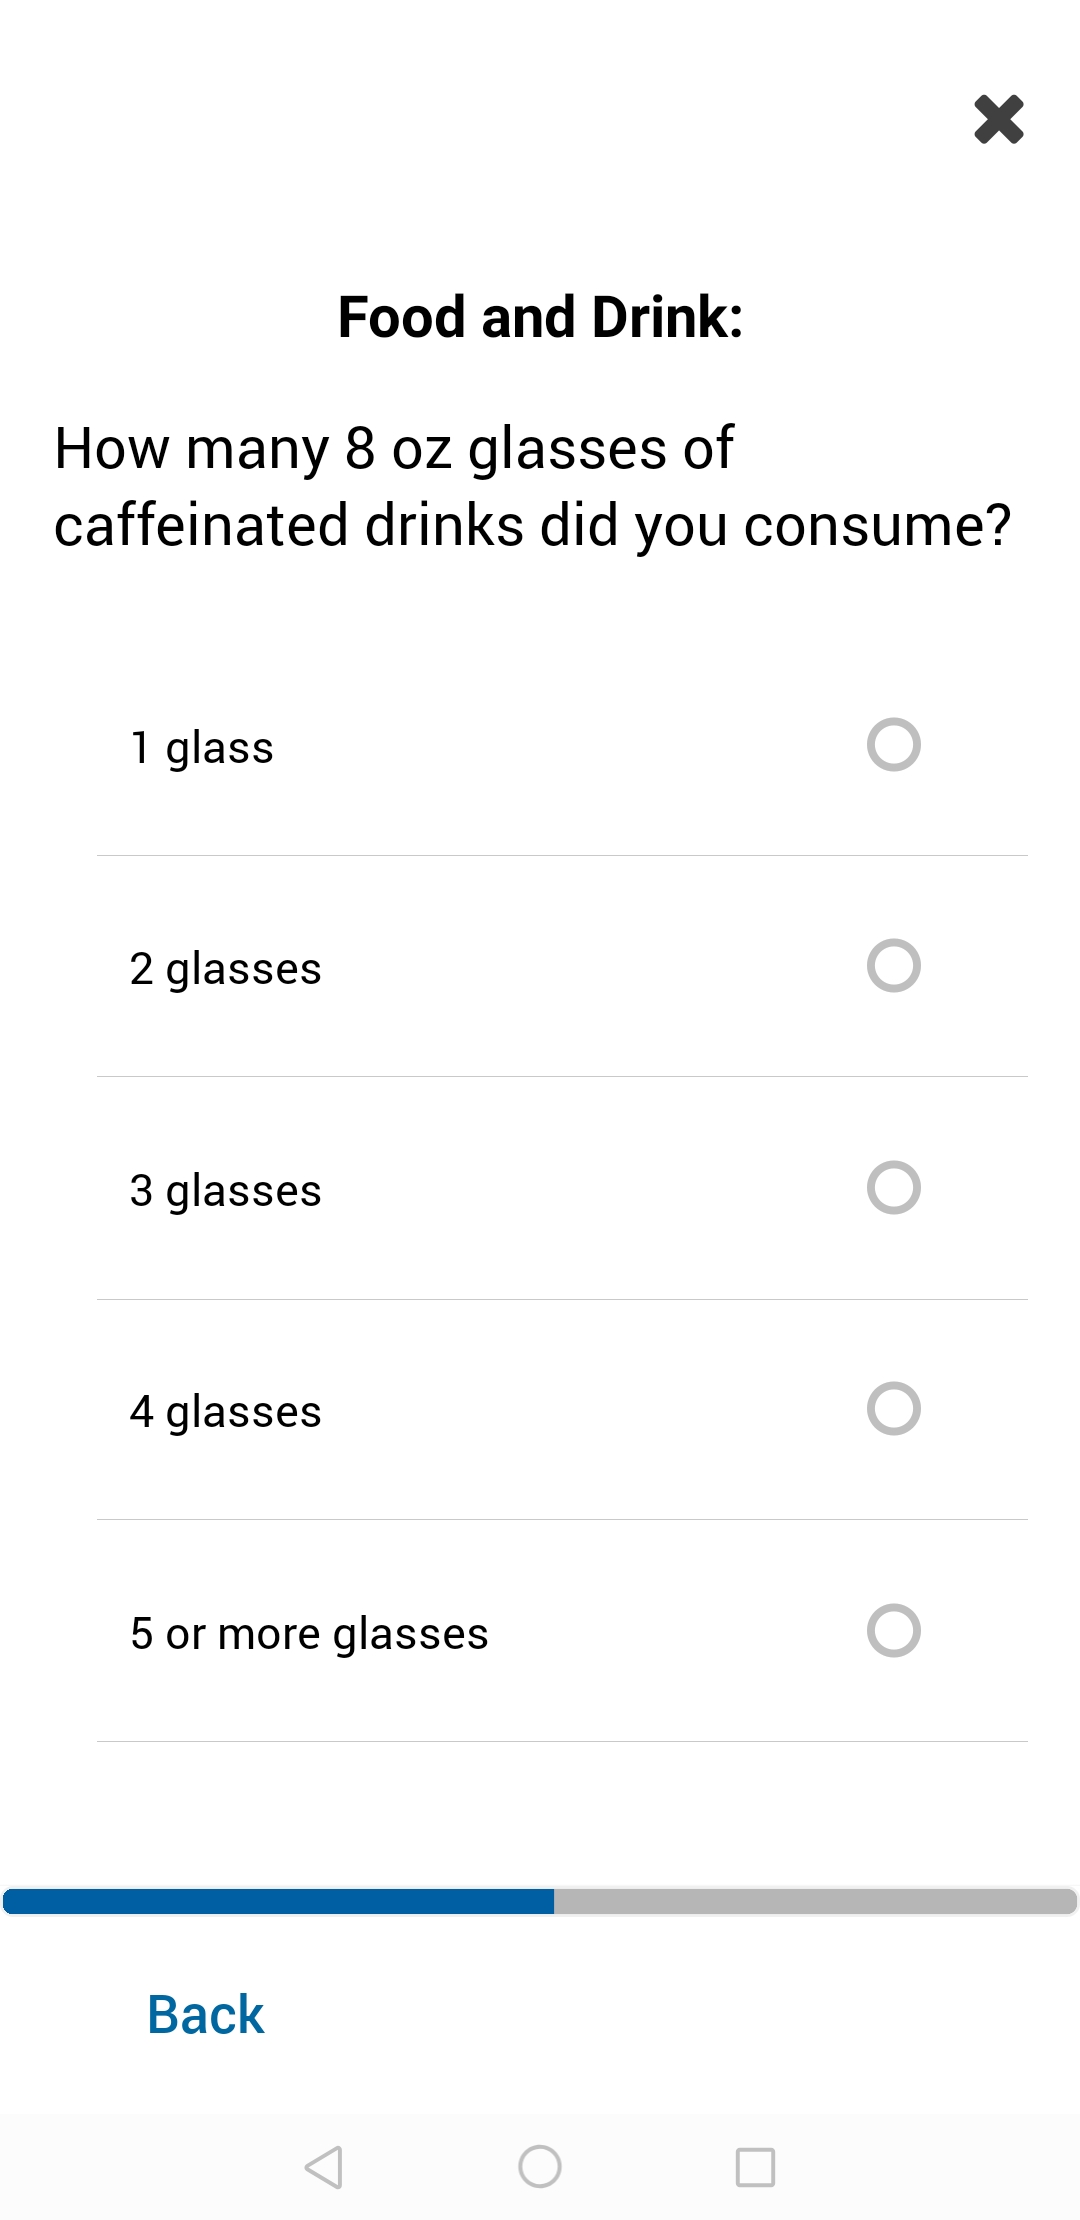 Food and Drink:
How many 8 oz glasses of
caffeinated drinks did you consume?
1 glass
2 glasses
3 glasses
4 glasses
5 or more glasses
Back